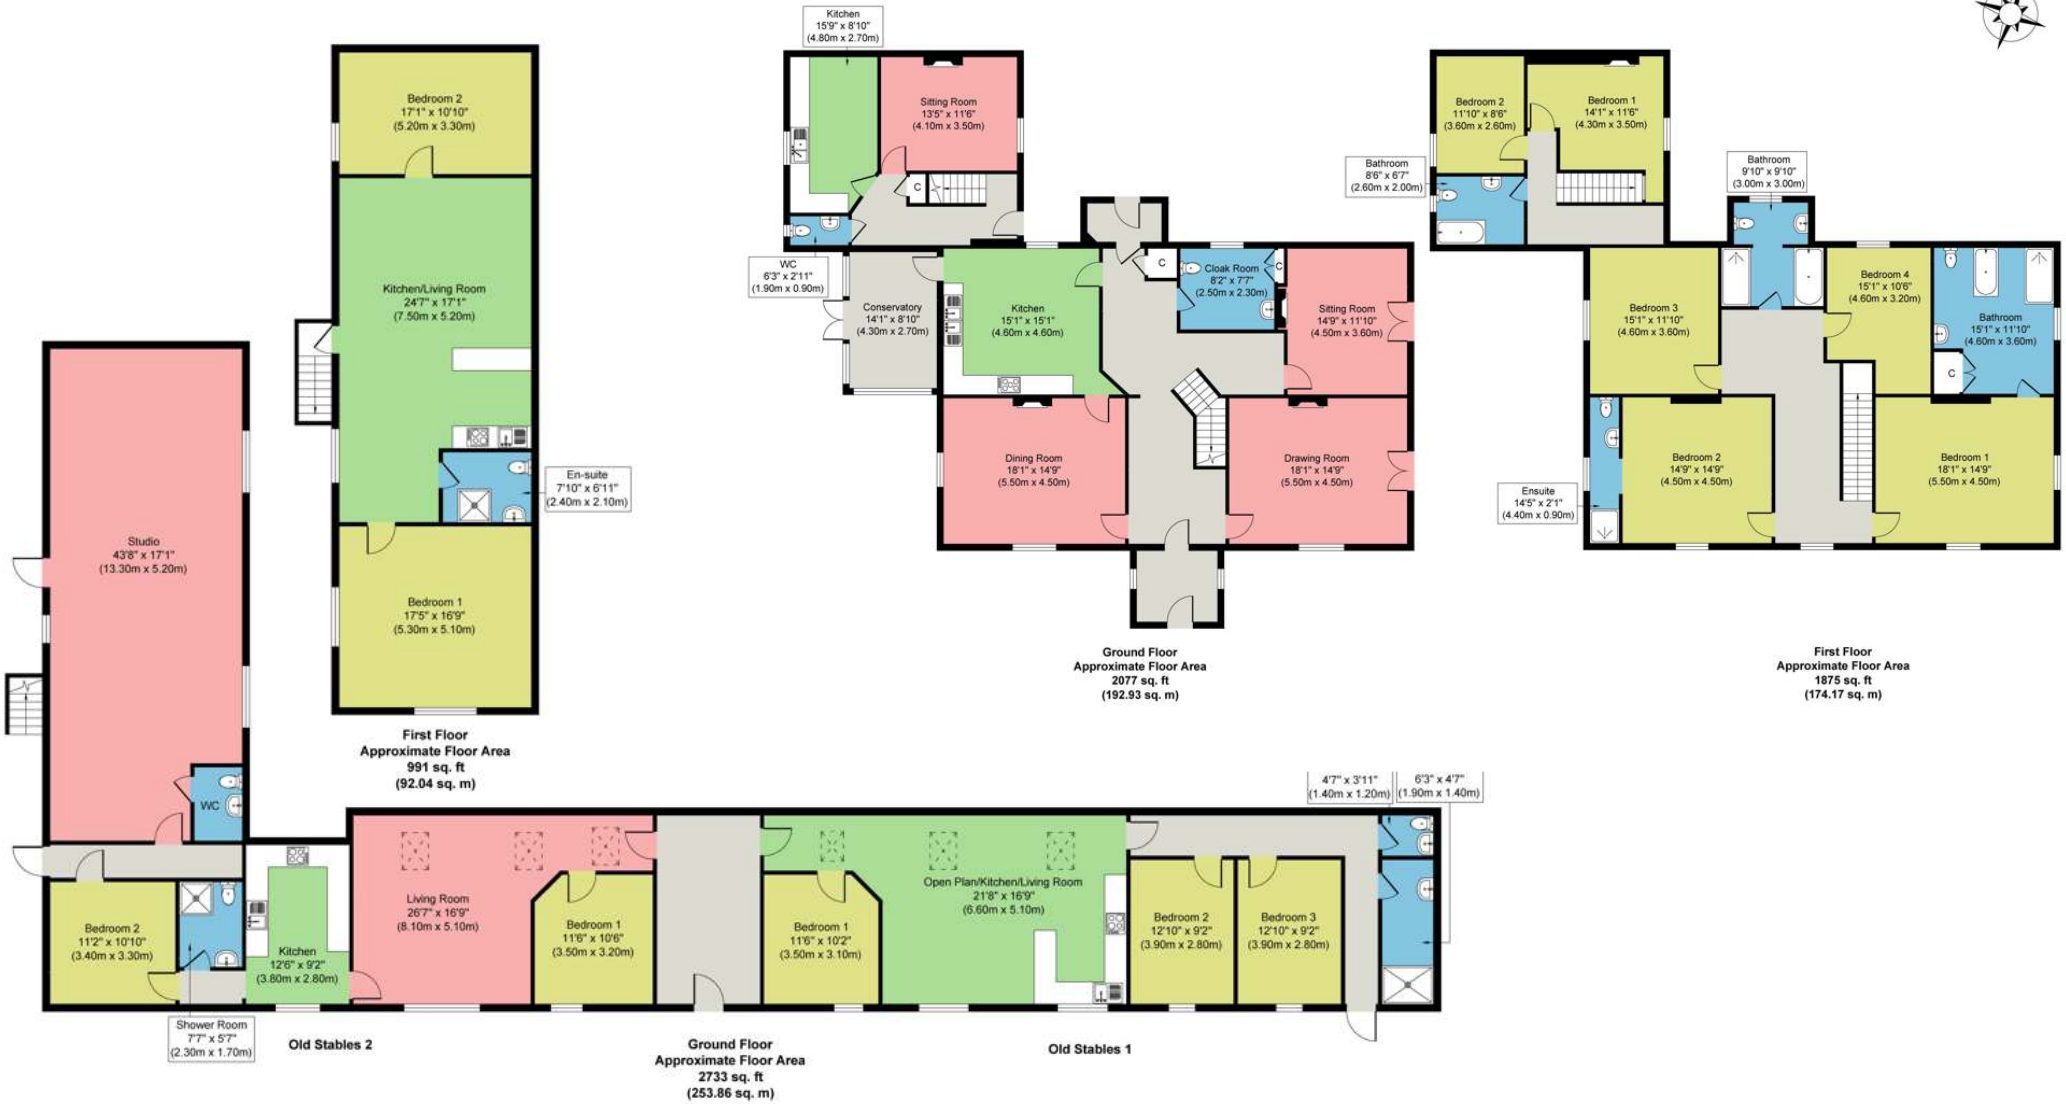 Bedroom 2
17'1" x 10'10"
(5.20m x 3.30m)
Kitchen/Living Room
24'7" x 17'1"
(7.50m x 5.20m)
En-suite
7'10" x 6'11"
(2.40m x 2.10m)
Bedroom 1
17'5" x 16'9"
(5.30m x 5.10m)
First Floor
Approximate Floor Area
991 sq. ft
(92.04 sq. m)
Kitchen
15'9" x 8'10"
(4.80m x 2.70m)
Sitting Room
13'5" x 11'6"
(4.10m x 3.50m)
C
WC
6'3" x 2'11"
(1.90m x 0.90m)
Conservatory
14'1" x 8'10"
(4.30m x 2.70m)
Kitchen
15'1" x 15'1"
(4.60m x 4.60m)
C
Cloak Room
8'2" x 7'7"
(2.50m x 2.30m)
C
Sitting Room
14'9" x 11'10"
(4.50m x 3.60m)
Dining Room
18'1" x 14'9"
(5.50m x 4.50m)
Drawing Room
18'1" x 14'9"
(5.50m x 4.50m)
Ground Floor
Approximate Floor Area
2077 sq. ft
(192.93 sq. m)
Bedroom 2
11'10" x 8'6"
(3.60m x 2.60m)
Bedroom 1
14'1" x 11'6"
(4.30m x 3.50m)
Bathroom
8'6" x 6'7"
(2.60m x 2.00m)
Bathroom
9'10" x 9'10"
(3.00m x 3.00m)
Bedroom 3
15'1" x 11'10"
(4.60m x 3.60m)
Bedroom 4
15'1" x 10'6"
(4.60m x 3.20m)
Bathroom
15'1" x 11'10"
(4.60m x 3.60m)
C
Bedroom 2
14'9" x 14'9"
(4.50m x 4.50m)
Bedroom 1
18'1" x 14'9"
(5.50m x 4.50m)
Ensuite
14'5" x 2'1"
(4.40m x 0.90m)
First Floor
Approximate Floor Area
1875 sq. ft
(174.17 sq. m)
Studio
43'8" x 17'1"
(13.30m x 5.20m)
WC
Bedroom 2
11'2" x 10'10"
(3.40m x 3.30m)
Shower Room
7'7" x 5'7"
(2.30m x 1.70m)
Kitchen
12'6" x 9'2"
(3.80m x 2.80m)
Living Room
26'7" x 16'9"
(8.10m x 5.10m)
Bedroom 1
11'6" x 10'6"
(3.50m x 3.20m)
Bedroom 1
11'6" x 10'2"
(3.50m x 3.10m)
Open Plan/Kitchen/Living Room
21'8" x 16'9"
(6.60m x 5.10m)
Bedroom 2
12'10" x 9'2"
(3.90m x 2.80m)
Bedroom 3
12'10" x 9'2"
(3.90m x 2.80m)
4'7" x 3'11"
(1.40m x 1.20m)
6'3" x 4'7"
(1.90m x 1.40m)
Old Stables 2
Ground Floor
Approximate Floor Area
2733 sq. ft
(253.86 sq. m)
Old Stables 1